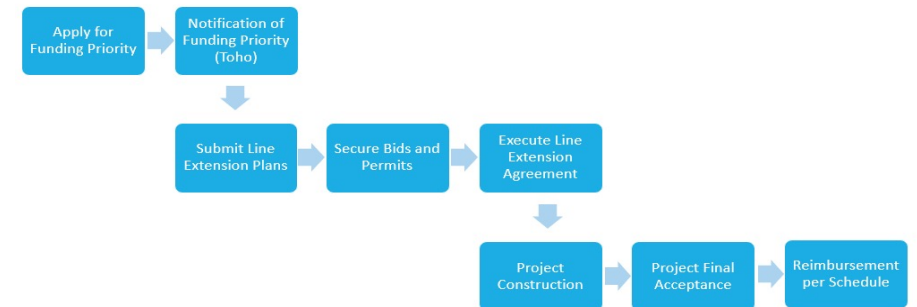 Apply for
Funding Priority
Notification of
Funding Priority
(Toho)
Submit Line
Extension Plans
Secure Bids and
Permits
Execute Line
Extension
Agreement
Project
Construction
Project Final
Acceptance
Reimbursement
per Schedule